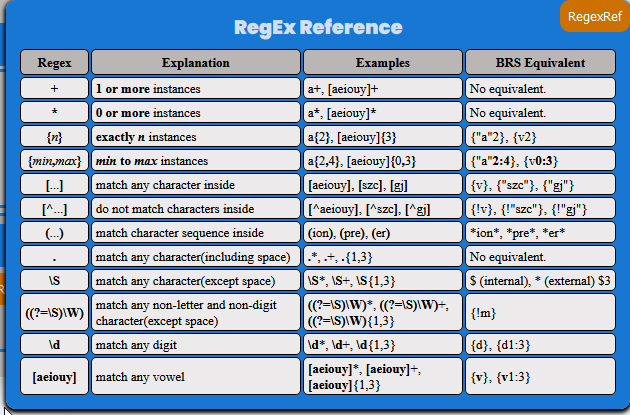 RegexRef
RegEx Reference
Regex Explanation Examples BRS Equivalent
+ 1 or more instances a+, [aeiouy]+ No equivalent.
* 0 or more instances a*, [aeiouy]* No equivalent.
{n} exactly n instances a{2}, [aeiouy]{3} {"a"2}, {v2}
{min,max} min to max instances a{2,4}, [aeiouy]{0,3} {"a"2:4}, {v0:3}
[...] match any character inside [aeiouy], [szc], [gj] {v}, {"szc"}, {"gj"}
[^...] do not match characters inside [^aeiouy], [^szc], [^gj] {!v}, {!"szc"}, {!"gj"}
(...) match character sequence inside (ion), (pre), (er) *ion*, *pre*, *er*
. match any character(including space) .*, .+, .{1,3} No equivalent.
\S match any character(except space) \S*, \S+, \S{1,3} $ (internal), * (external) $3
((?=\S)\W) match any non-letter and non-digit
character(except space) ((?=\S)\W)*, ((?=\S)\W)+,
((?=\S)\W){1,3} {!m}
\d match any digit \d*, \d+, \d{1,3} {d}, {d1:3}
[aeiouy] match any vowel [aeiouy]*, [aeiouy]+,
[aeiouy]{1,3} {v}, {v1:3}